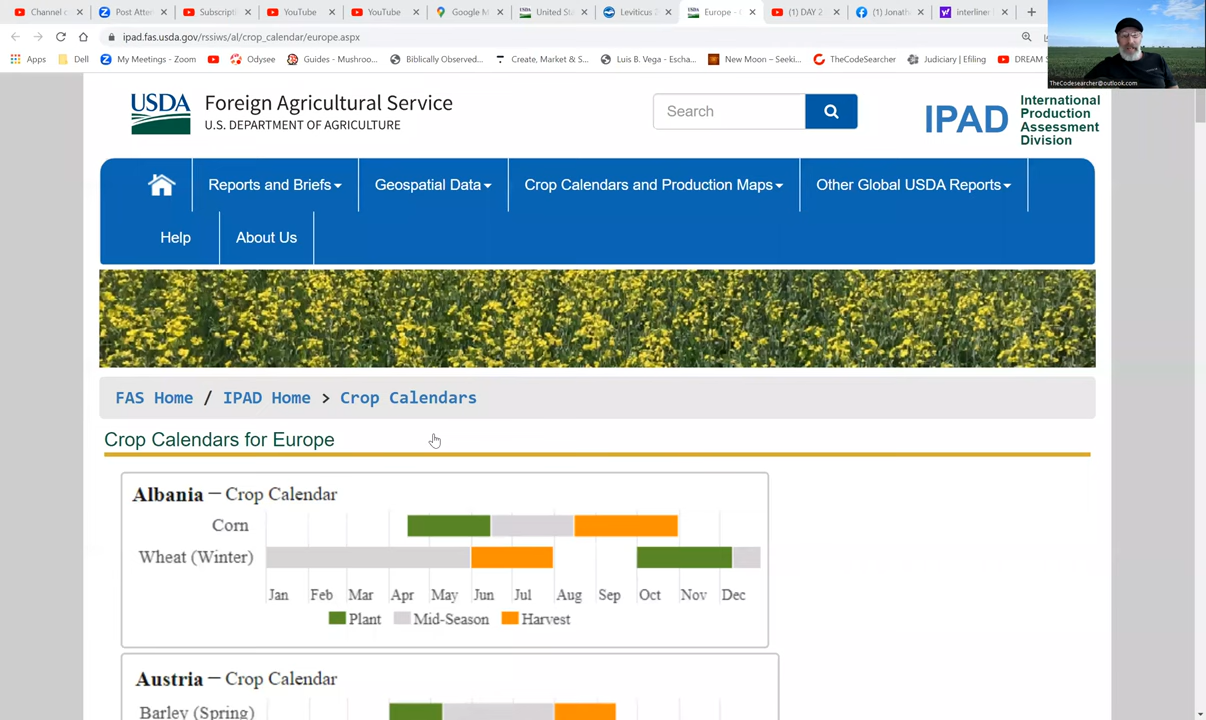 Channel c
Post Atten
Subscripti
YouTube
YouTube
Google M
United Sta
Leviticus 2
Europe -
(1) DAY 2
(1) Jonath
interliner
ipad.fas.usda.gov/rssiws/al/crop_calendar/europe.aspx
Apps
Dell
My Meetings - Zoom
Odysee
Guides - Mushroo...
Biblically Observed...
Create, Market & S...
Luis B. Vega - Escha...
New Moon – Seeki...
TheCodeSearcher
Judiciary | Efiling
DREAM S
TheCodesearcher@outlook.com
USDA
Foreign Agricultural Service
U.S. DEPARTMENT OF AGRICULTURE
Search
IPAD
International
Production
Assessment
Division
Reports and Briefs
Geospatial Data
Crop Calendars and Production Maps
Other Global USDA Reports
Help
About Us
FAS Home / IPAD Home > Crop Calendars
Crop Calendars for Europe
Albania — Crop Calendar
Corn
Wheat (Winter)
Jan Feb Mar Apr May Jun Jul Aug Sep Oct Nov Dec
Plant Mid-Season Harvest
Austria — Crop Calendar
Barley (Spring)